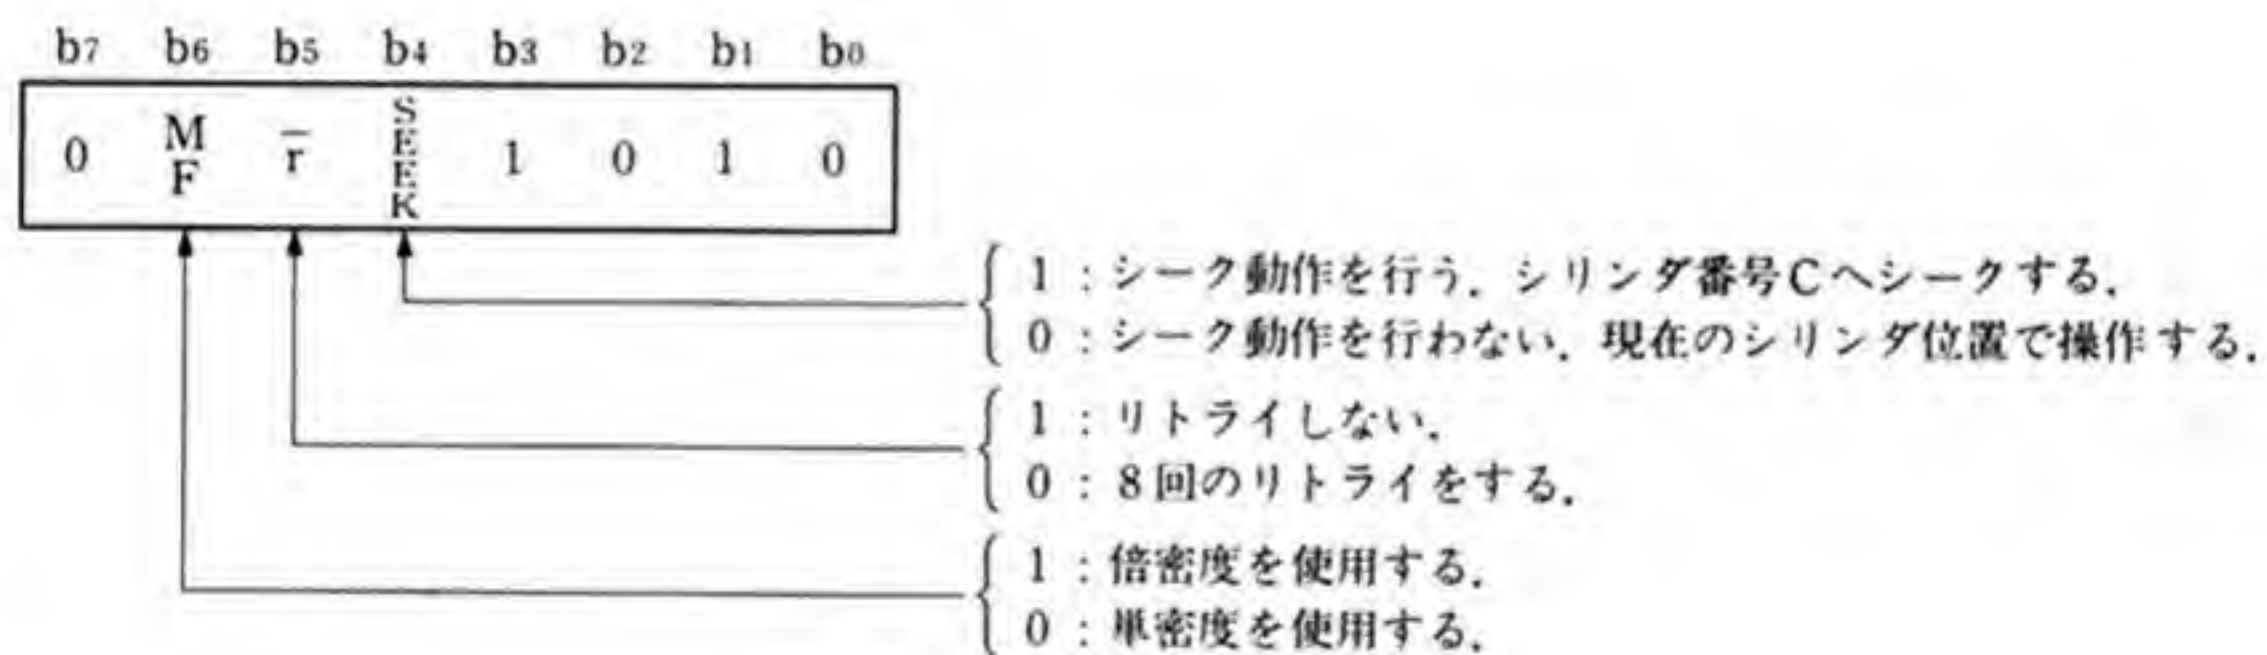 b7 b6 b5 b4 b3 b2 b1 b0
0 MF r̅ SEEK 1 0 1 0
1：シーク動作を行う．シリンダ番号Cへシークする．
0：シーク動作を行わない．現在のシリンダ位置で操作する．
1：リトライしない．
0：8回のリトライをする．
1：倍密度を使用する．
0：単密度を使用する．